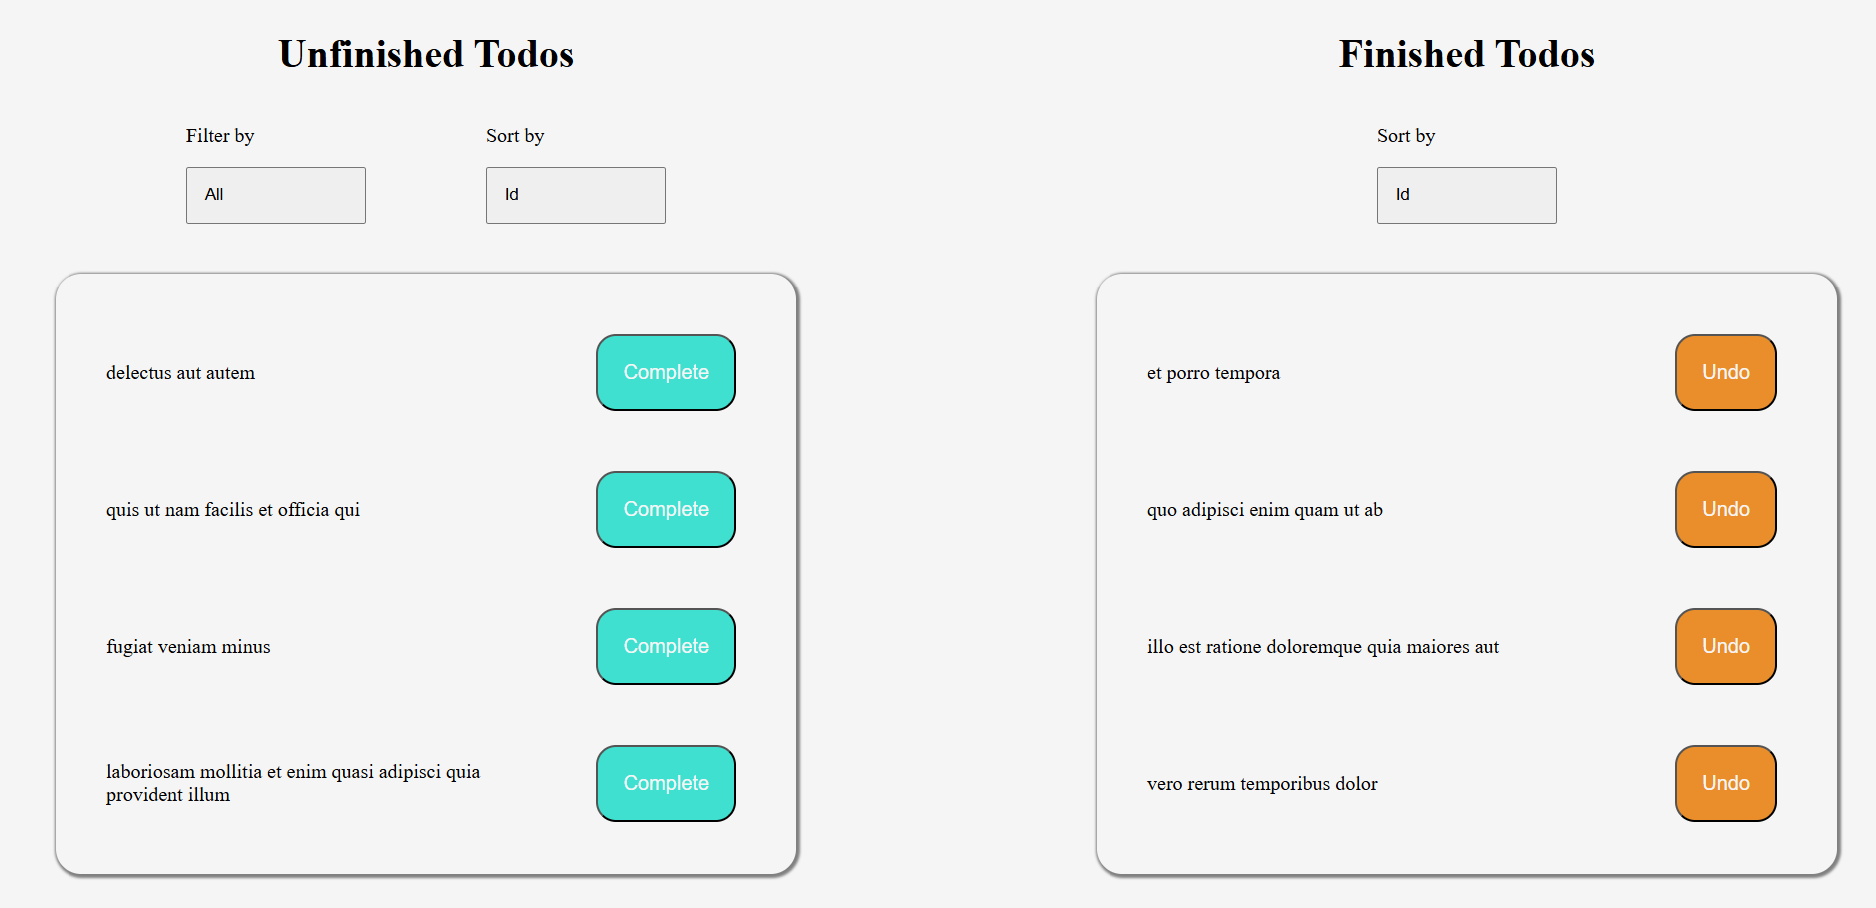 Unfinished Todos
Filter by
Sort by
All
Id
delectus aut autem
Complete
quis ut nam facilis et officia qui
Complete
fugiat veniam minus
Complete
laboriosam mollitia et enim quasi adipisci quia
provident illum
Complete
Finished Todos
Sort by
Id
et porro tempora
Undo
quo adipisci enim quam ut ab
Undo
illo est ratione doloremque quia maiores aut
Undo
vero rerum temporibus dolor
Undo